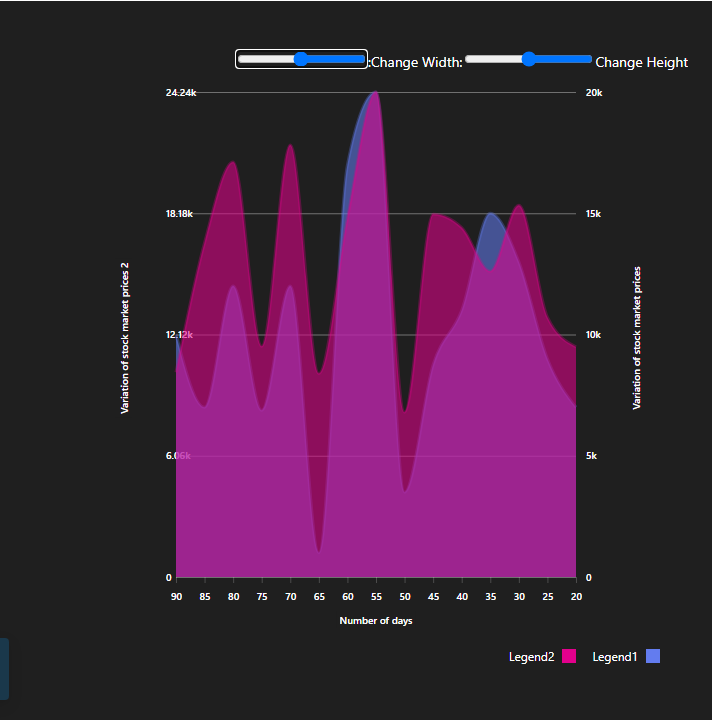 :Change Width: Change Height
24.24k
18.18k
12.12k
6.06k
0
Variation of stock market prices 2
20k
15k
10k
5k
0
Variation of stock market prices
90 85 80 75 70 65 60 55 50 45 40 35 30 25 20
Number of days
Legend2 Legend1